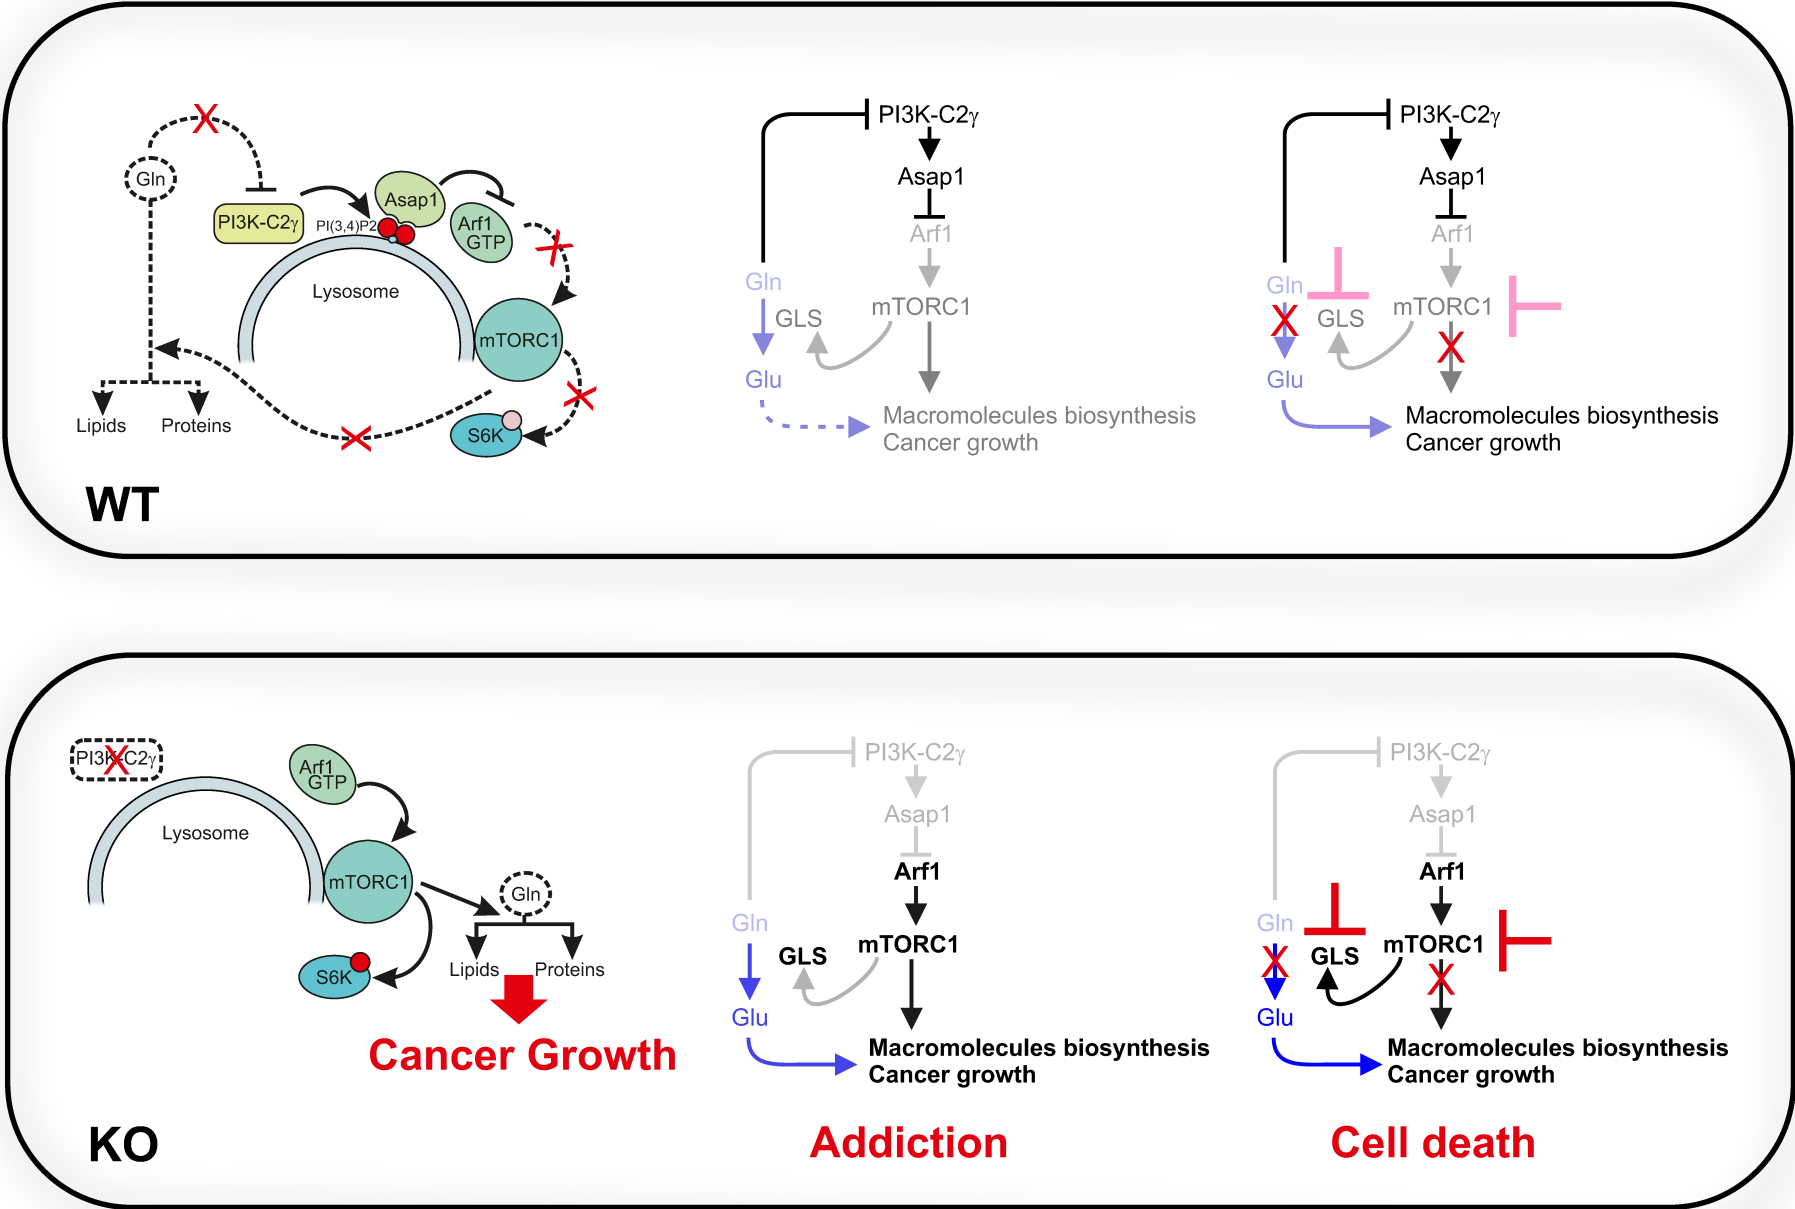 Gln
PI3K-C2γ
PI(3,4)P2
Asap1
Arf1
GTP
Lysosome
mTORC1
S6K
Lipids
Proteins
PI3K-C2γ
Asap1
Arf1
Gln
GLS
mTORC1
Glu
Macromolecules biosynthesis
Cancer growth
PI3K-C2γ
Asap1
Arf1
Gln
GLS
mTORC1
Glu
Macromolecules biosynthesis
Cancer growth
WT
PI3K-C2γ
Arf1
GTP
Lysosome
mTORC1
Gln
S6K
Lipids
Proteins
Cancer Growth
PI3K-C2γ
Asap1
Arf1
Gln
GLS
mTORC1
Glu
Macromolecules biosynthesis
Cancer growth
Addiction
PI3K-C2γ
Asap1
Arf1
Gln
GLS
mTORC1
Glu
Macromolecules biosynthesis
Cancer growth
Cell death
KO